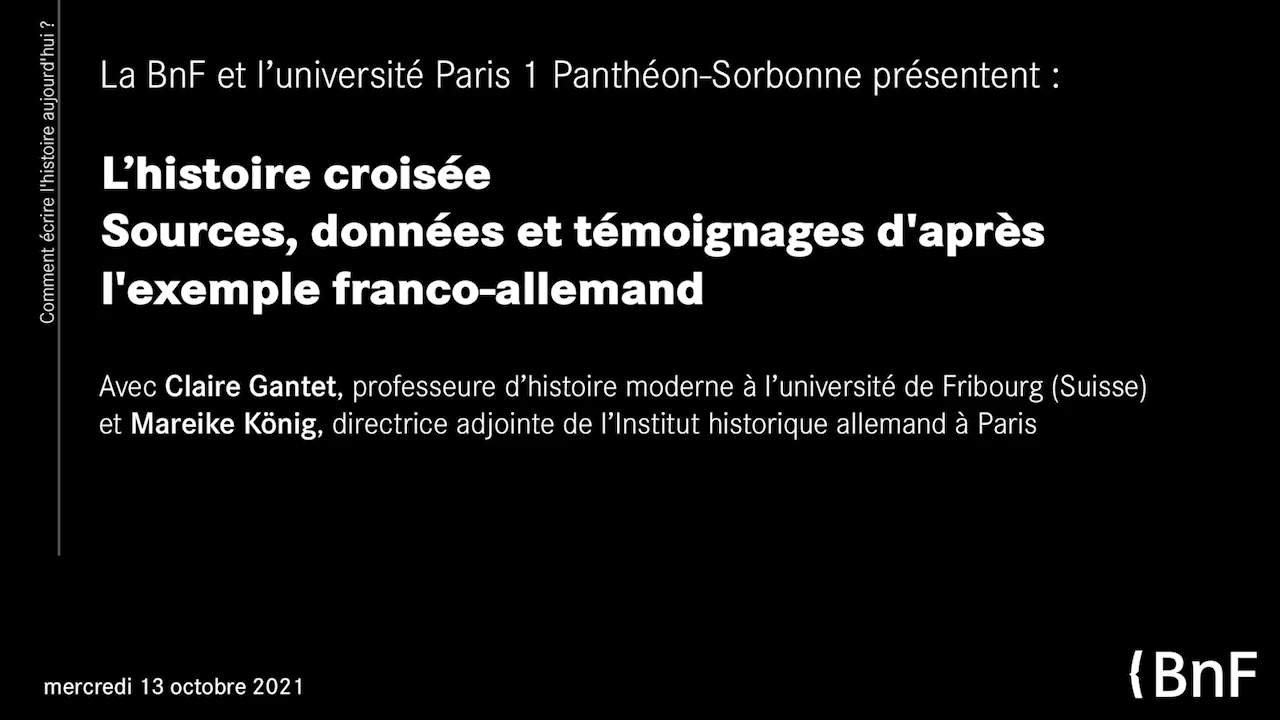 Comment écrire l'histoire aujourd'hui ?
La BnF et l’université Paris 1 Panthéon-Sorbonne présentent :
L’histoire croisée
Sources, données et témoignages d'après
l'exemple franco-allemand
Avec Claire Gantet, professeure d’histoire moderne à l’université de Fribourg (Suisse)
et Mareike König, directrice adjointe de l’Institut historique allemand à Paris
mercredi 13 octobre 2021
{BnF